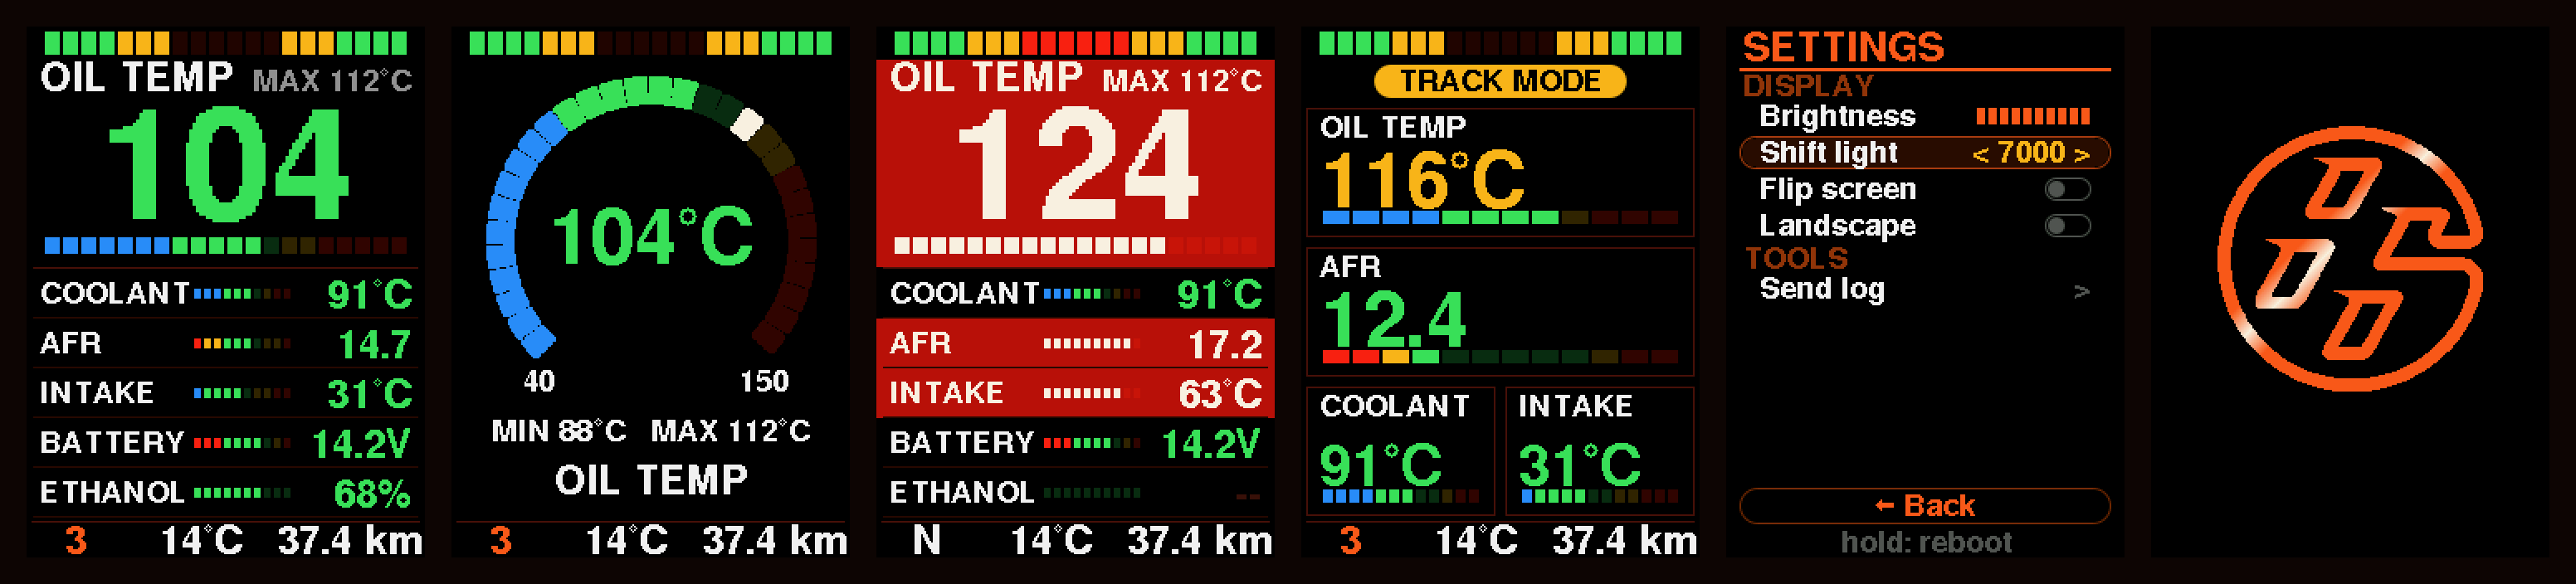 OIL TEMP MAX 112°C
104
COOLANT 91°C
AFR 14.7
INTAKE 31°C
BATTERY 14.2V
ETHANOL 68%
3 14°C 37.4 km
104°C
40 150
MIN 88°C MAX 112°C
OIL TEMP
3 14°C 37.4 km
OIL TEMP MAX 112°C
124
COOLANT 91°C
AFR 17.2
INTAKE 63°C
BATTERY 14.2V
ETHANOL --
N 14°C 37.4 km
TRACK MODE
OIL TEMP
116°C
AFR
12.4
COOLANT INTAKE
91°C 31°C
3 14°C 37.4 km
SETTINGS
DISPLAY
Brightness
Shift light < 7000 >
Flip screen
Landscape
TOOLS
Send log >
← Back
hold: reboot